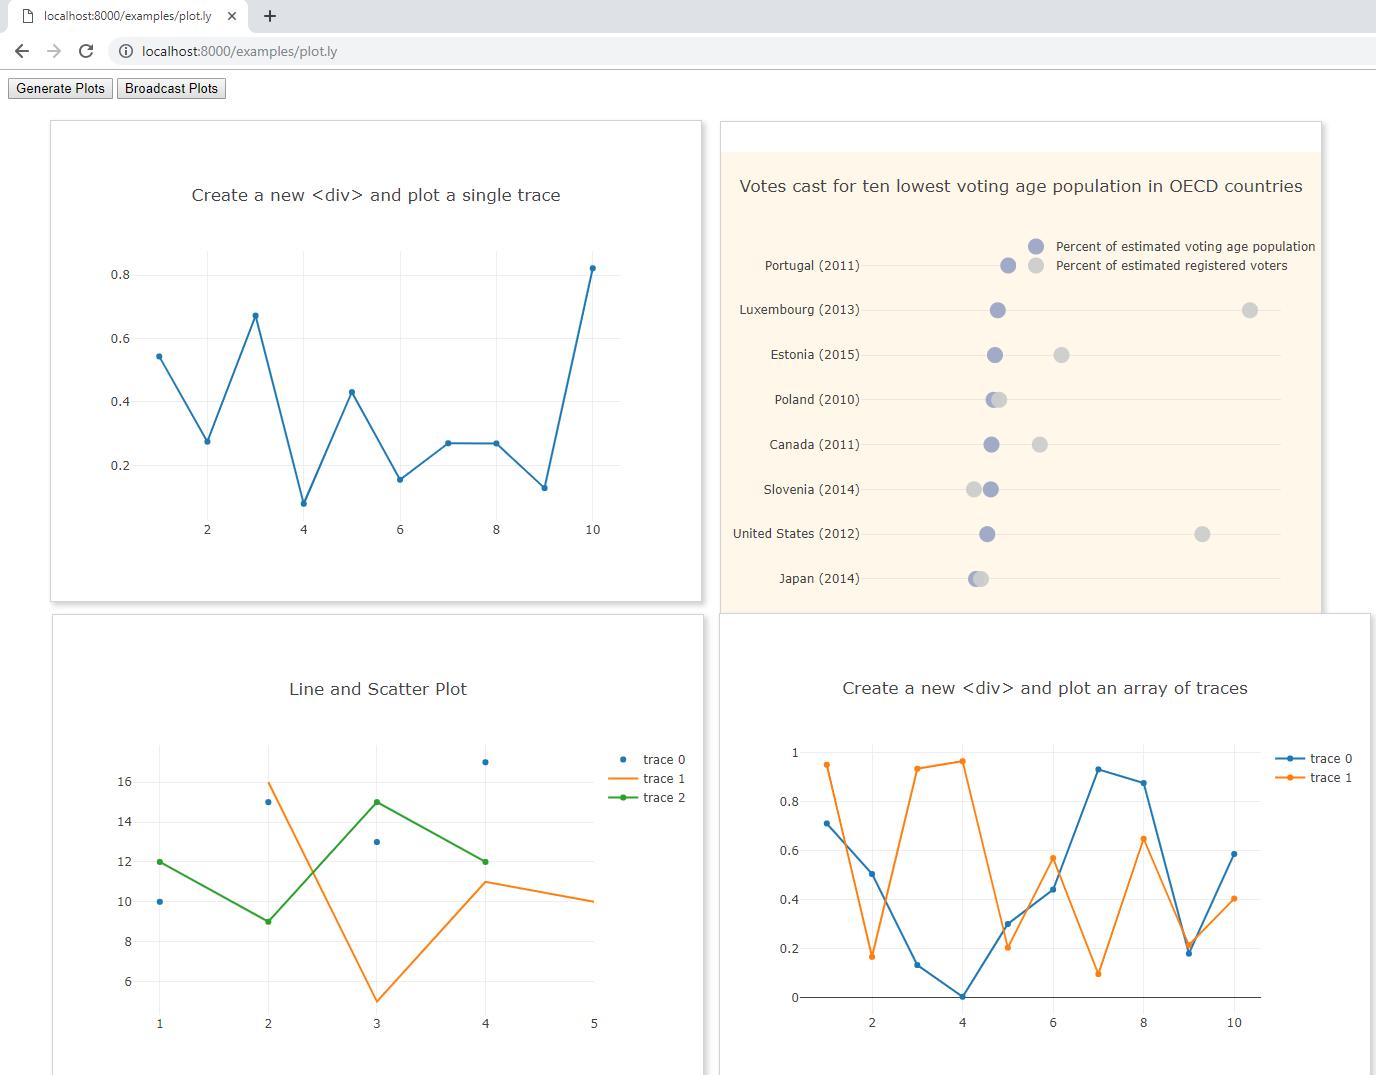 localhost:8000/examples/plot.ly
localhost:8000/examples/plot.ly
Generate Plots Broadcast Plots
Create a new <div> and plot a single trace
0.8
0.6
0.4
0.2
2 4 6 8 10
Votes cast for ten lowest voting age population in OECD countries
Percent of estimated voting age population
Percent of estimated registered voters
Portugal (2011)
Luxembourg (2013)
Estonia (2015)
Poland (2010)
Canada (2011)
Slovenia (2014)
United States (2012)
Japan (2014)
Line and Scatter Plot
trace 0
trace 1
trace 2
16
14
12
10
8
6
1 2 3 4 5
Create a new <div> and plot an array of traces
trace 0
trace 1
1
0.8
0.6
0.4
0.2
0
2 4 6 8 10